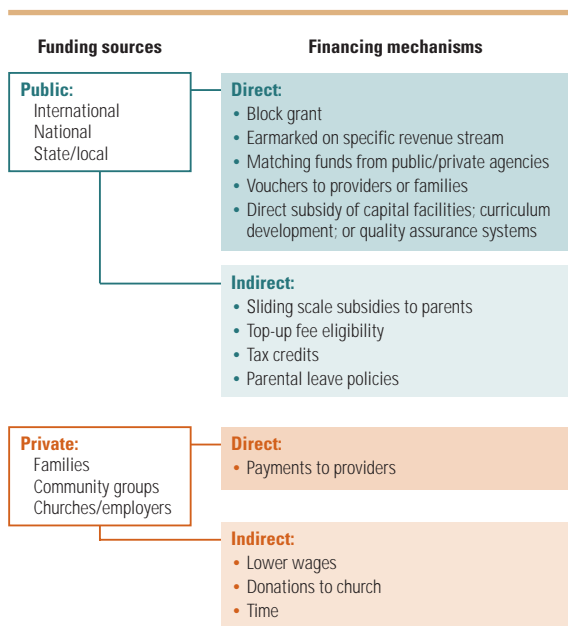 Funding sources
Financing mechanisms
Public:
International
National
State/local
Direct:
• Block grant
• Earmarked on specific revenue stream
• Matching funds from public/private agencies
• Vouchers to providers or families
• Direct subsidy of capital facilities; curriculum
development; or quality assurance systems
Indirect:
• Sliding scale subsidies to parents
• Top-up fee eligibility
• Tax credits
• Parental leave policies
Private:
Families
Community groups
Churches/employers
Direct:
• Payments to providers
Indirect:
• Lower wages
• Donations to church
• Time